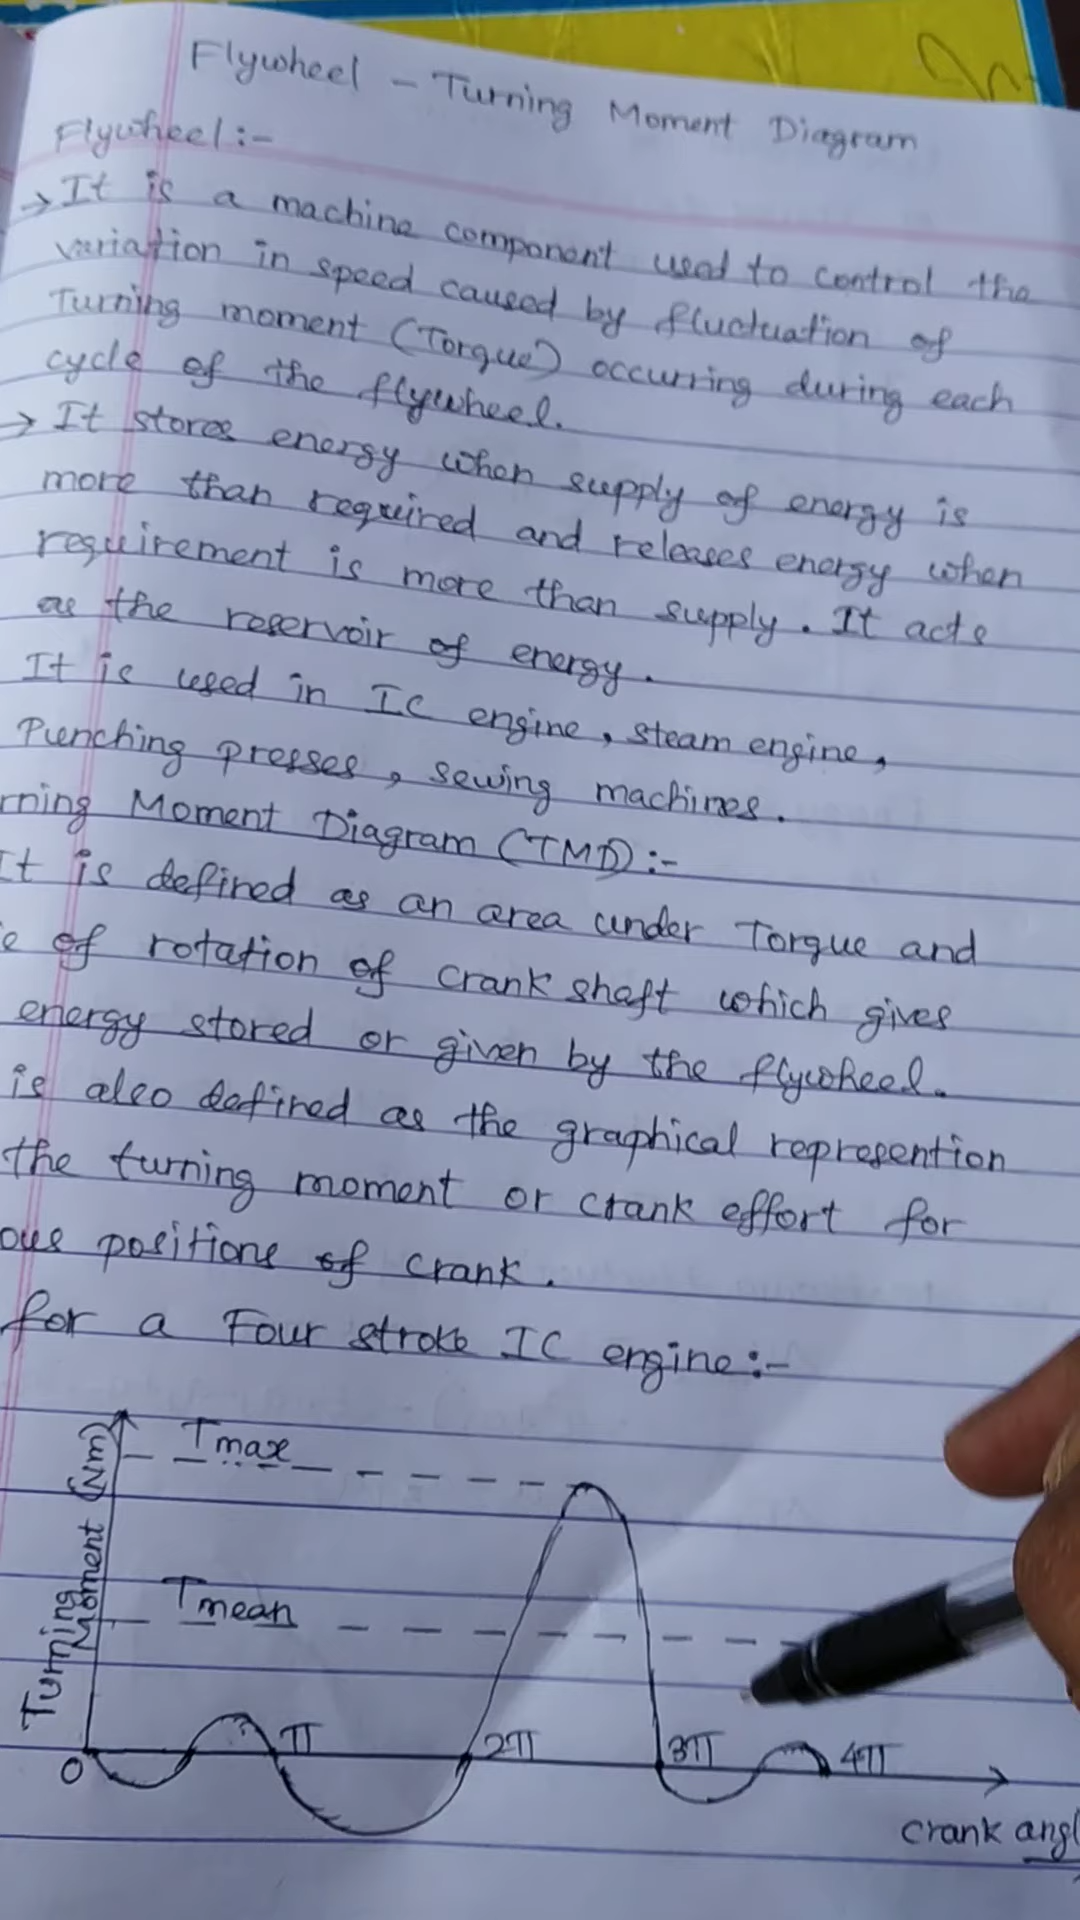 Flywheel - Turning Moment Diagram
Flywheel :-
→ It is a machine component used to control the
variation in speed caused by fluctuation of
Turning moment (Torque) occurring during each
cycle of the flywheel.
→ It stores energy when supply of energy is
more than required and releases energy when
requirement is more than supply. It acts
as the reservoir of energy.
It is used in IC engine, steam engine,
Punching presses, sewing machines.
rning Moment Diagram (TMD) :-
It is defined as an area under Torque and
e of rotation of crank shaft which gives
energy stored or given by the flywheel.
is also defined as the graphical represention
the turning moment or crank effort for
ous positions of crank.
for a Four stroke IC engine :-
Turning Moment (Nm)
Tmax
Tmean
0 π 2π 3π 4π
crank angl